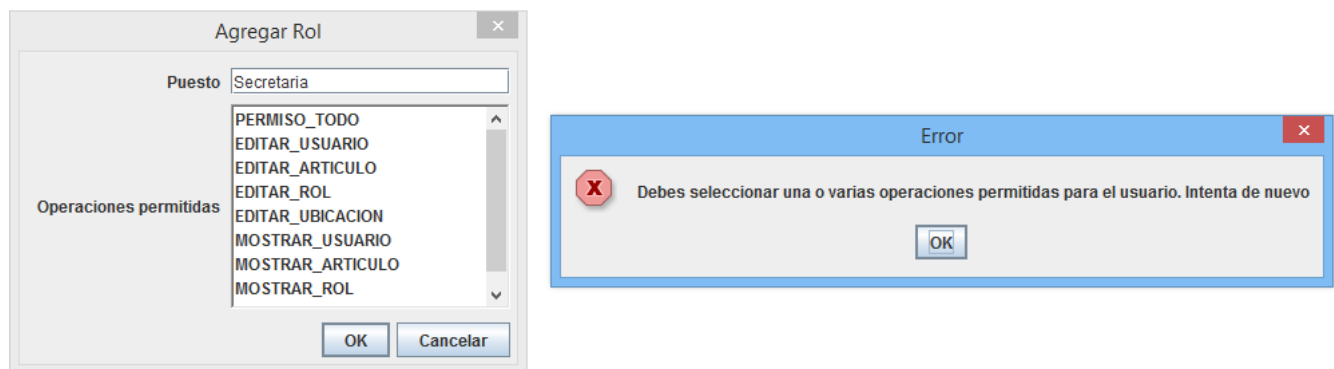 Agregar Rol
Puesto Secretaria
PERMISO_TODO
EDITAR_USUARIO
EDITAR_ARTICULO
EDITAR_ROL
Operaciones permitidas
EDITAR_UBICACION
MOSTRAR_USUARIO
MOSTRAR_ARTICULO
MOSTRAR_ROL
OK Cancelar
Error
Debes seleccionar una o varias operaciones permitidas para el usuario. Intenta de nuevo
OK